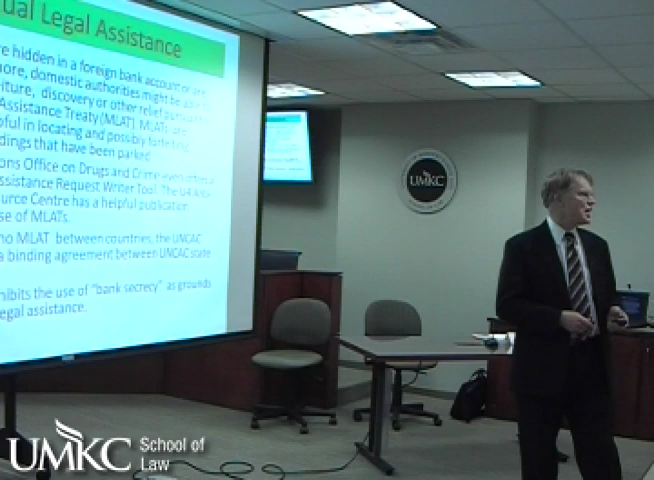 ual Legal Assistance
re hidden in a foreign bank account or are
more, domestic authorities might be able to
iture, discovery or other relief pursuant
Assistance Treaty (MLAT). MLATs are
pful in locating and possibly forfeiting
dings that have been parked
ons Office on Drugs and Crime even offers a
ssistance Request Writer Tool. The U4 Anti-
urce Centre has a helpful publication
se of MLATs.
no MLAT between countries, the UNCAC
a binding agreement between UNCAC state
hibits the use of "bank secrecy" as grounds
egal assistance.
UMKC
UMKC School of
Law